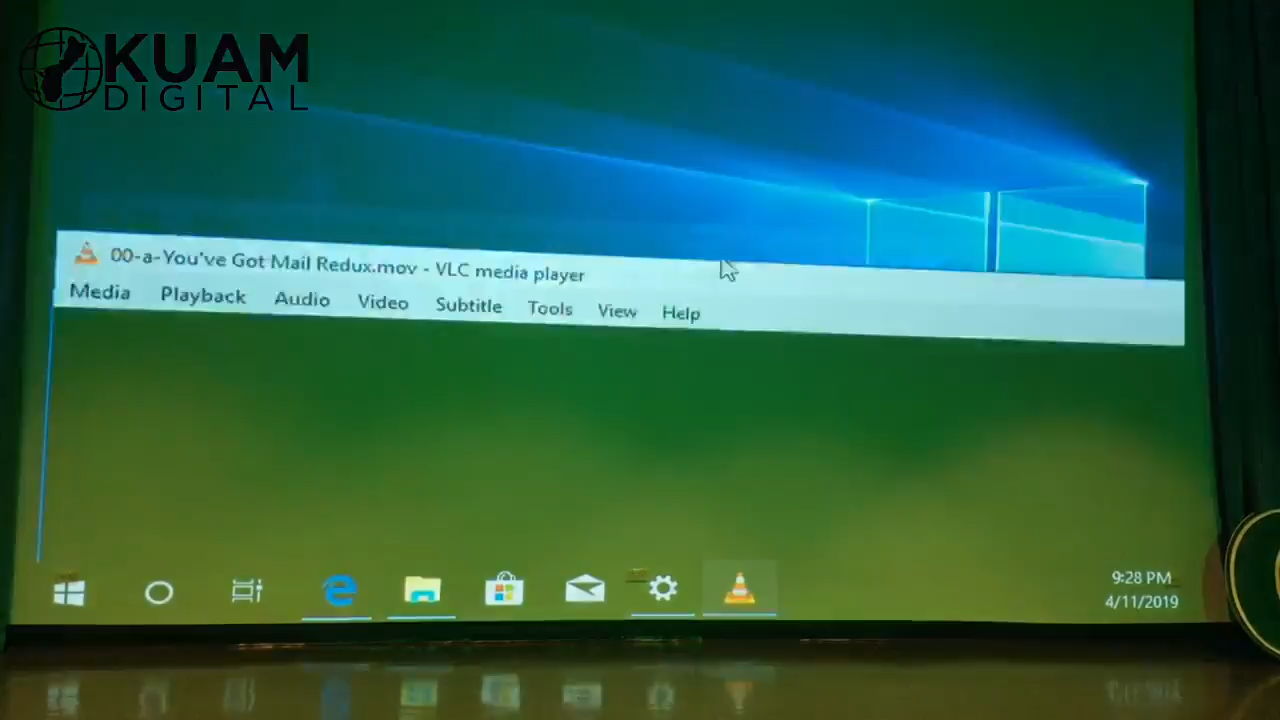 KUAM
DIGITAL
00-a-You've Got Mail Redux.mov - VLC media player
Media Playback Audio Video Subtitle Tools View Help
9:28 PM
4/11/2019